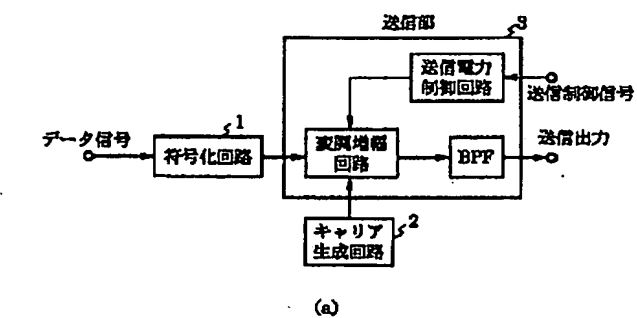 送信部
3
送信電力
制御回路
送信制御信号
データ信号
1
符号化回路
変調増幅
回路
BPF
送信出力
キャリア
生成回路
2
(a)